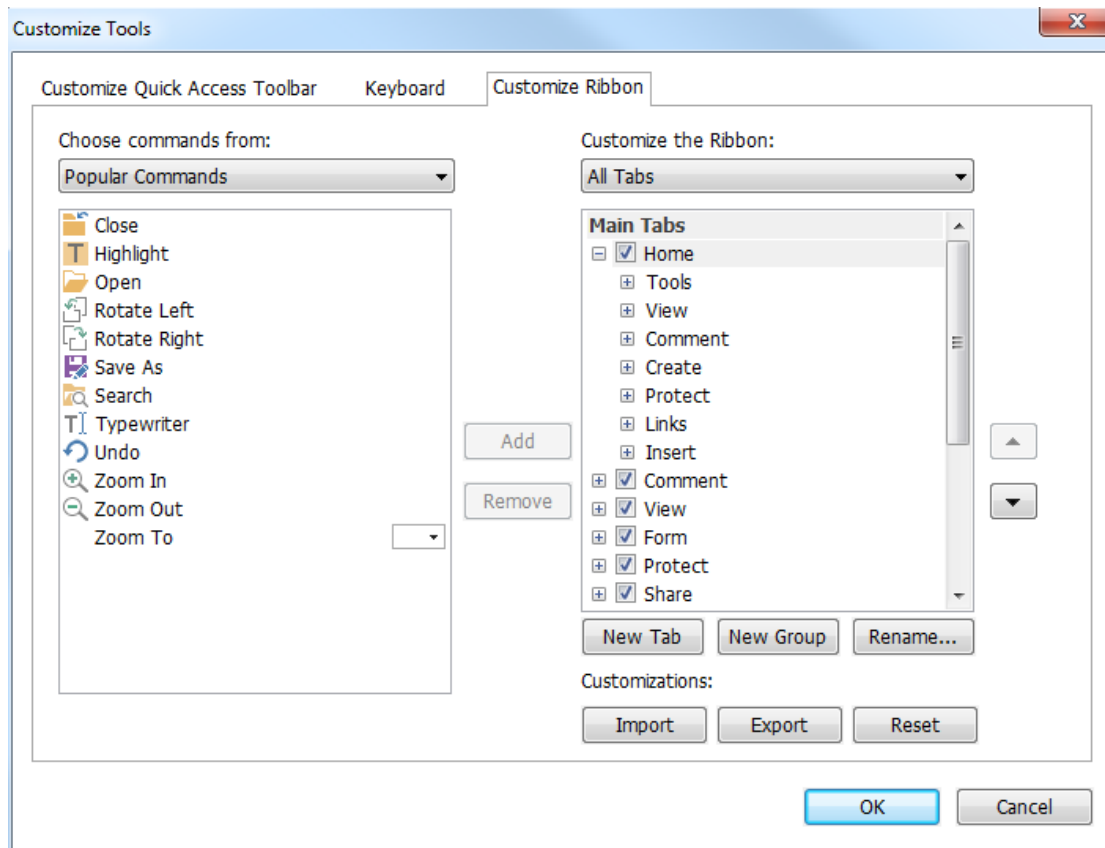 Customize Tools
Customize Quick Access Toolbar
Keyboard
Customize Ribbon
Choose commands from:
Popular Commands
Close
Highlight
Open
Rotate Left
Rotate Right
Save As
Search
Typewriter
Undo
Zoom In
Zoom Out
Zoom To
Add
Remove
Customize the Ribbon:
All Tabs
Main Tabs
Home
Tools
View
Comment
Create
Protect
Links
Insert
Comment
View
Form
Protect
Share
New Tab
New Group
Rename...
Customizations:
Import
Export
Reset
OK
Cancel